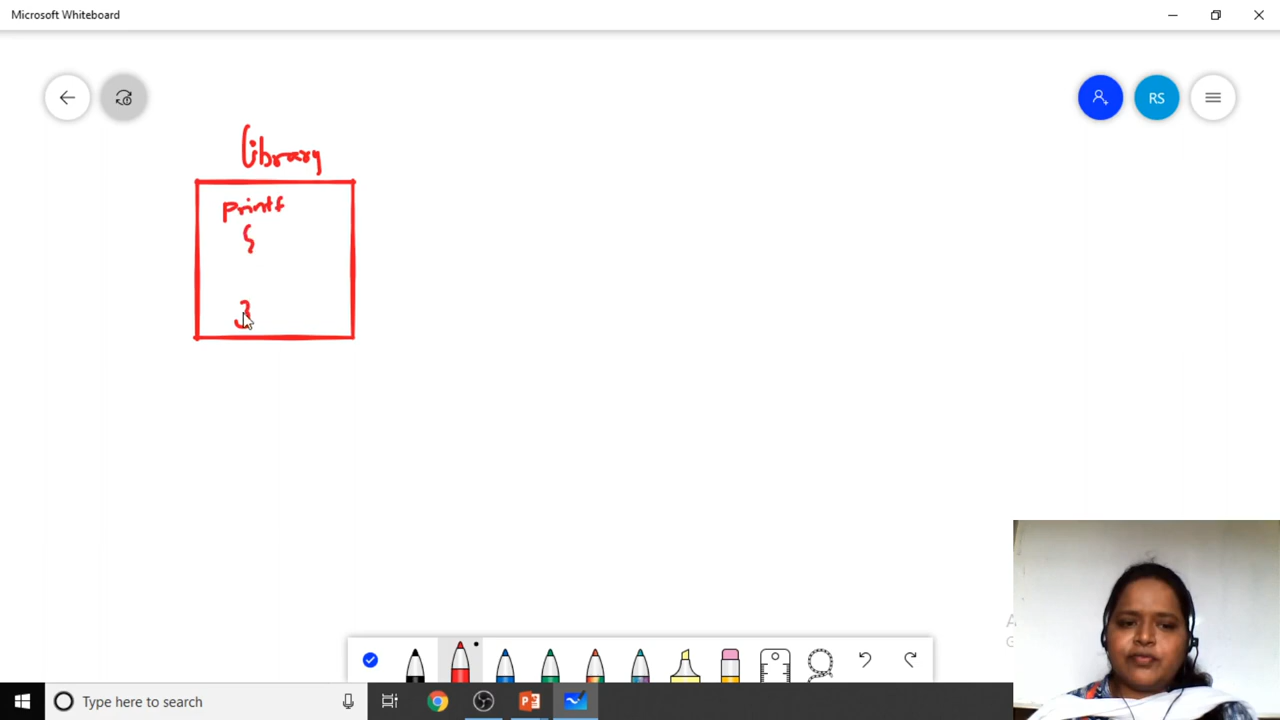 Microsoft Whiteboard
RS
library
printf
{
}
Type here to search